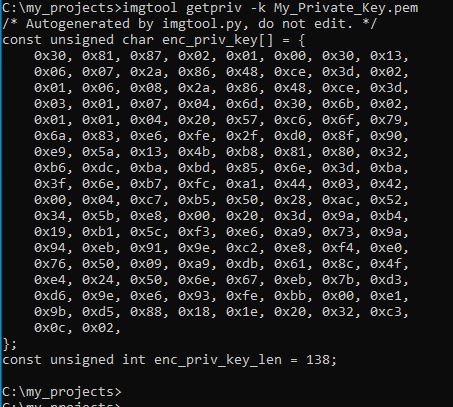 C:\my_projects>imgtool getpriv -k My_Private_Key.pem
/* Autogenerated by imgtool.py, do not edit. */
const unsigned char enc_priv_key[] = {
    0x30, 0x81, 0x87, 0x02, 0x01, 0x00, 0x30, 0x13,
    0x06, 0x07, 0x2a, 0x86, 0x48, 0xce, 0x3d, 0x02,
    0x01, 0x06, 0x08, 0x2a, 0x86, 0x48, 0xce, 0x3d,
    0x03, 0x01, 0x07, 0x04, 0x6d, 0x30, 0x6b, 0x02,
    0x01, 0x01, 0x04, 0x20, 0x57, 0xc6, 0x6f, 0x79,
    0x6a, 0x83, 0xe6, 0xfe, 0x2f, 0xd0, 0x8f, 0x90,
    0xe9, 0x5a, 0x13, 0x4b, 0xb8, 0x81, 0x80, 0x32,
    0xb6, 0xdc, 0xba, 0xbd, 0x85, 0x6e, 0x3d, 0xba,
    0x3f, 0x6e, 0xb7, 0xfc, 0xa1, 0x44, 0x03, 0x42,
    0x00, 0x04, 0xc7, 0xb5, 0x50, 0x28, 0xac, 0x52,
    0x34, 0x5b, 0xe8, 0x00, 0x20, 0x3d, 0x9a, 0xb4,
    0x19, 0xb1, 0x5c, 0xf3, 0xe6, 0xa9, 0x73, 0x9a,
    0x94, 0xeb, 0x91, 0x9e, 0xc2, 0xe8, 0xf4, 0xe0,
    0x76, 0x50, 0x09, 0xa9, 0xdb, 0x61, 0x8c, 0x4f,
    0xe4, 0x24, 0x50, 0x6e, 0x67, 0xeb, 0x7b, 0xd3,
    0xd6, 0x9e, 0xe6, 0x93, 0xfe, 0xbb, 0x00, 0xe1,
    0x9b, 0xd5, 0x88, 0x18, 0x1e, 0x20, 0x32, 0xc3,
    0x0c, 0x02,
};
const unsigned int enc_priv_key_len = 138;
C:\my_projects>
C:\my_projects>